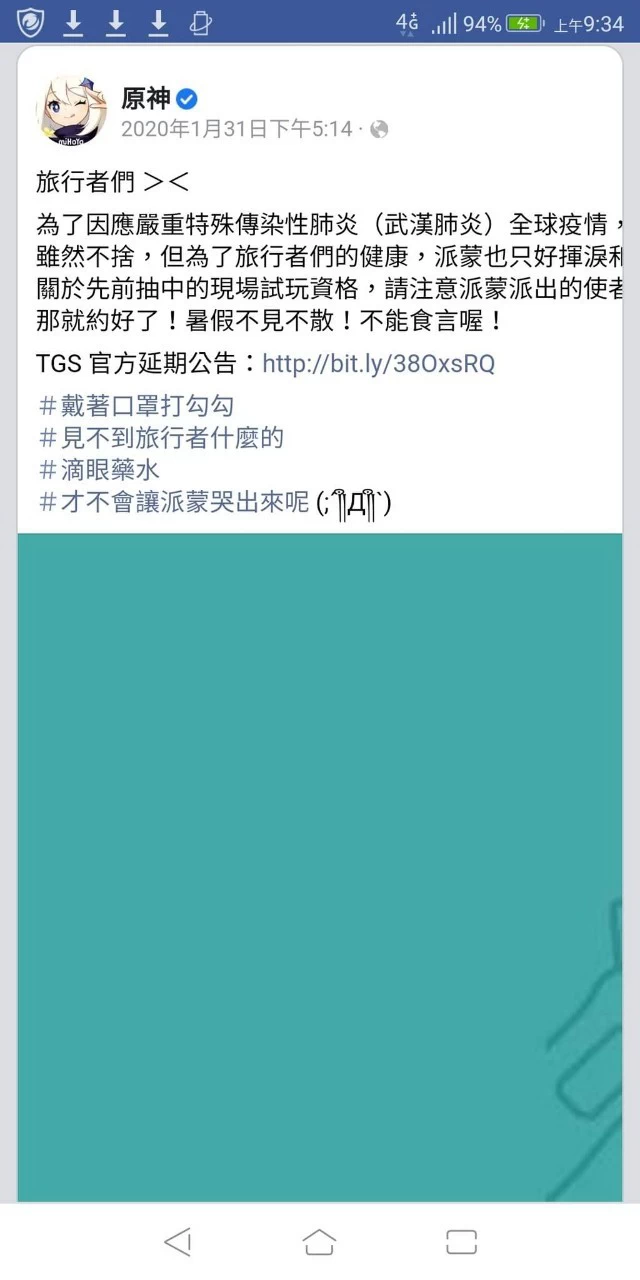 4G 94% 上午9:34
原神
2020年1月31日下午5:14 ·
miHoYo
旅行者們 ＞＜
為了因應嚴重特殊傳染性肺炎（武漢肺炎）全球疫情，
雖然不捨，但為了旅行者們的健康，派蒙也只好揮淚和
關於先前抽中的現場試玩資格，請注意派蒙派出的使者
那就約好了！暑假不見不散！不能食言喔！
TGS 官方延期公告：http://bit.ly/38OxsRQ
＃戴著口罩打勾勾
＃見不到旅行者什麼的
＃滴眼藥水
＃才不會讓派蒙哭出來呢 (;´༎ຶД༎ຶ`)